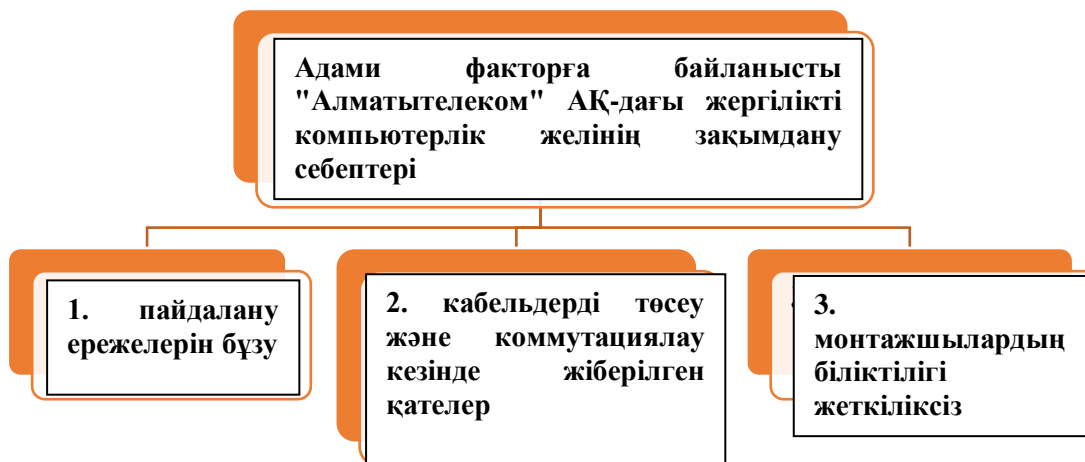 Адами факторға байланысты
"Алматытелеком" АҚ-дағы жергілікті
компьютерлік желінің зақымдану
себептері
1. пайдалану
ережелерін бұзу
2. кабельдерді төсеу
және коммутациялау
кезінде жіберілген
қателер
3.
монтажшылардың
біліктілігі
жеткіліксіз